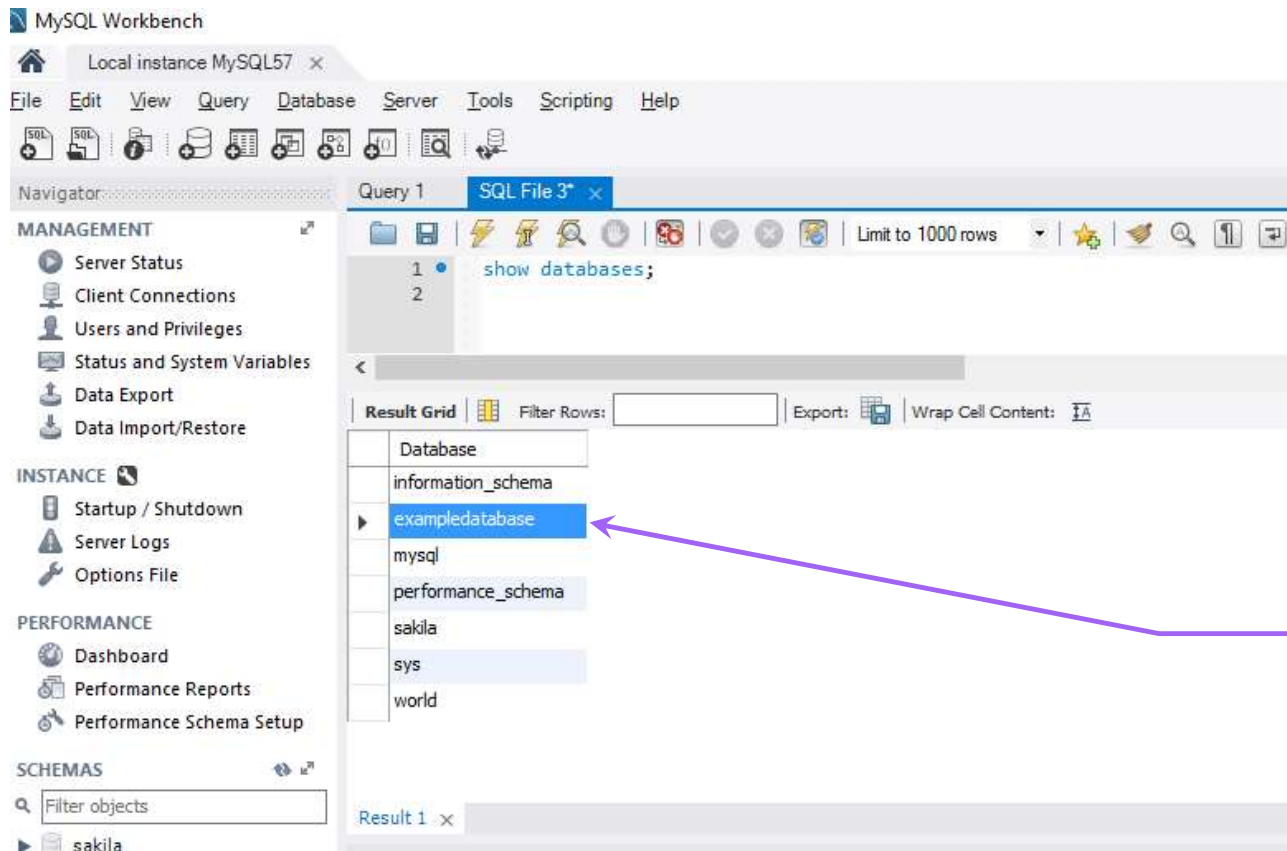 MySQL Workbench
Local instance MySQL57 ×
File Edit View Query Database Server Tools Scripting Help
SQL SQL
Navigator
MANAGEMENT
Server Status
Client Connections
Users and Privileges
Status and System Variables
Data Export
Data Import/Restore
INSTANCE
Startup / Shutdown
Server Logs
Options File
PERFORMANCE
Dashboard
Performance Reports
Performance Schema Setup
SCHEMAS
Filter objects
sakila
Query 1 SQL File 3* ×
Limit to 1000 rows
1 show databases;
2
Result Grid Filter Rows: Export: Wrap Cell Content: IA
Database
information_schema
exampledatabase
mysql
performance_schema
sakila
sys
world
Result 1 ×